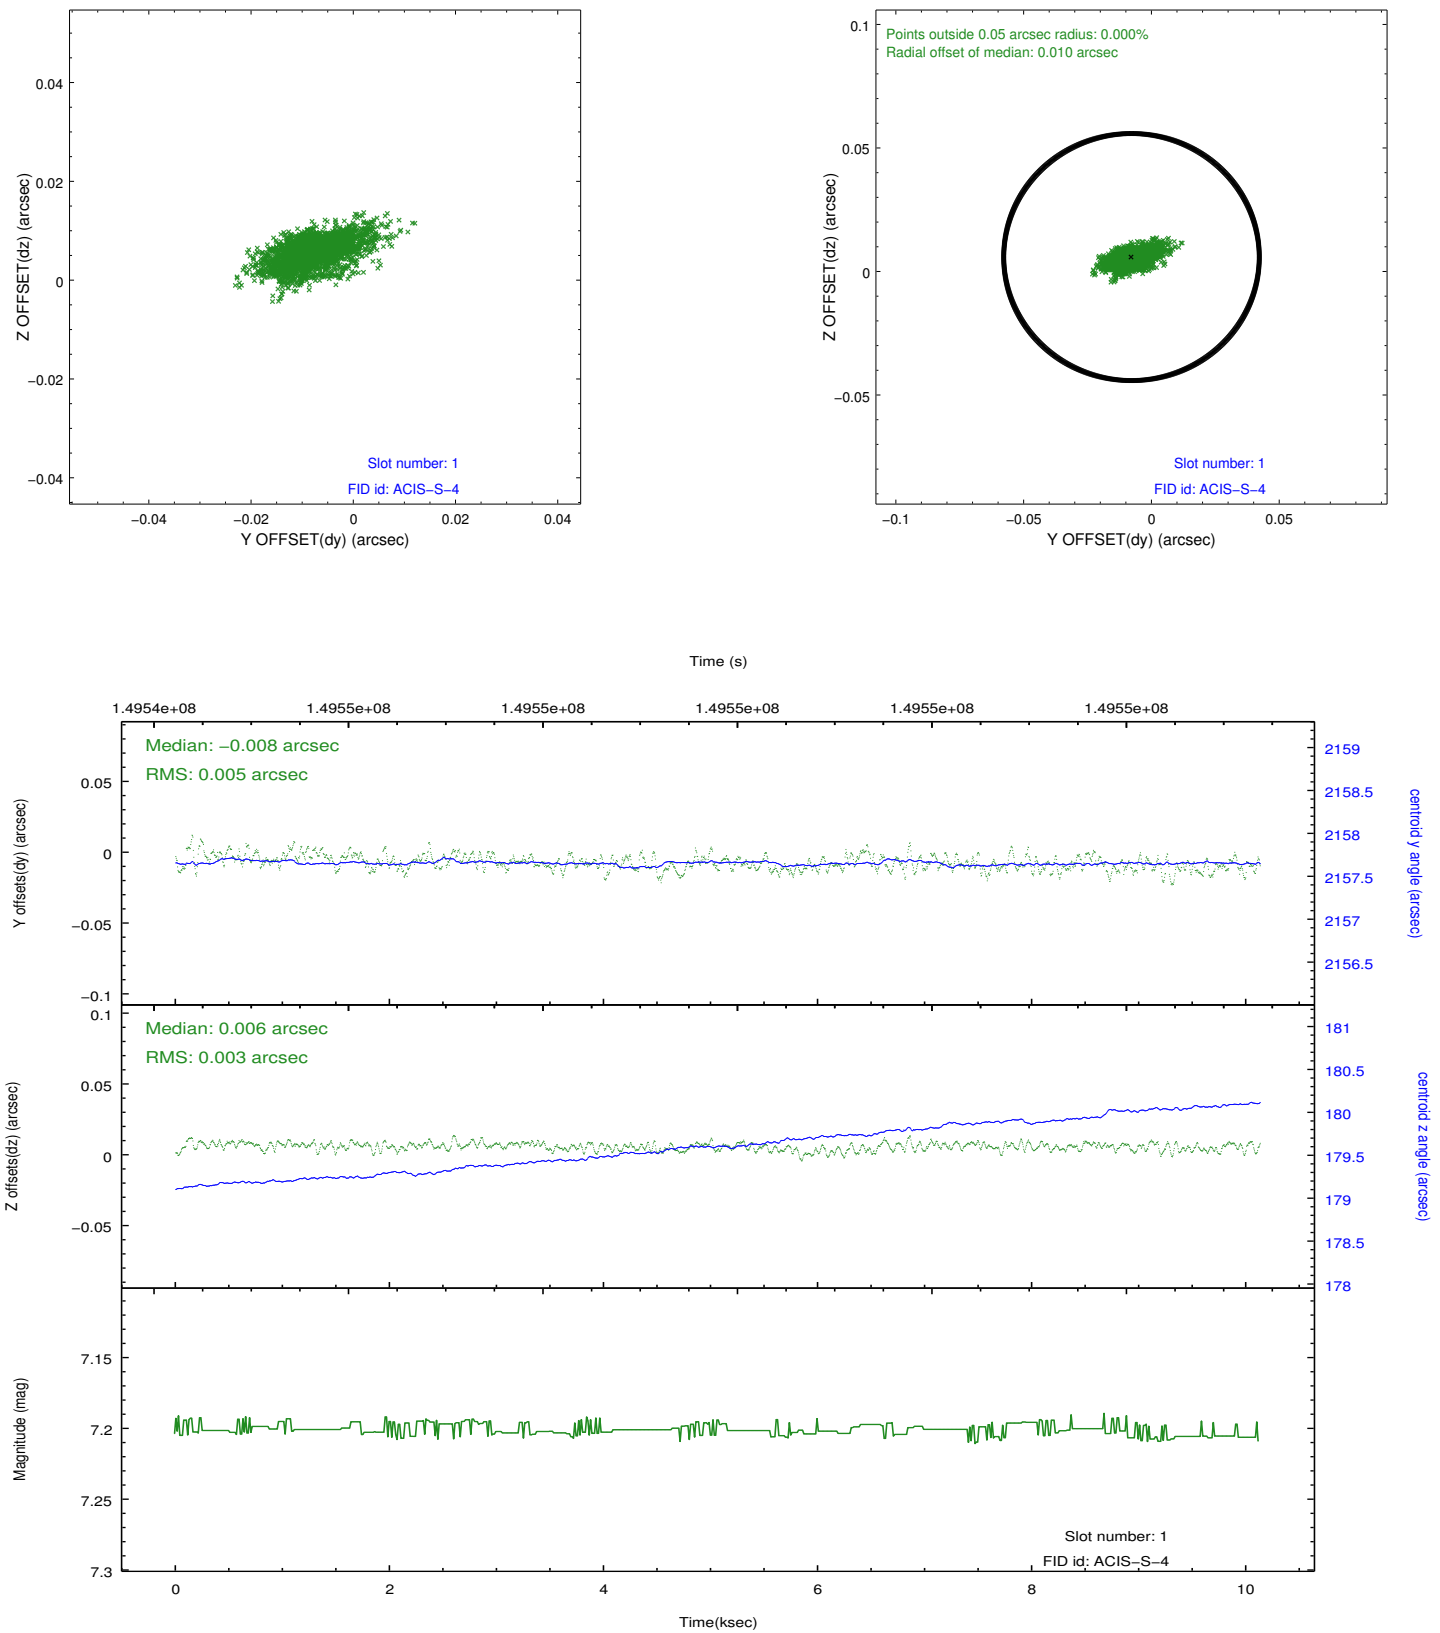 0.04
0.02
0
−0.02
−0.04
Z OFFSET(dz) (arcsec)
Slot number: 1
FID id: ACIS−S−4
−0.04
−0.02
0
0.02
0.04
Y OFFSET(dy) (arcsec)
Points outside 0.05 arcsec radius: 0.000%
Radial offset of median: 0.010 arcsec
0.1
0.05
0
−0.05
Z OFFSET(dz) (arcsec)
Slot number: 1
FID id: ACIS−S−4
−0.1
−0.05
0
0.05
Y OFFSET(dy) (arcsec)
Time (s)
1.4954e+08
1.4955e+08
1.4955e+08
1.4955e+08
1.4955e+08
1.4955e+08
Median: −0.008 arcsec
RMS: 0.005 arcsec
0.05
0
−0.05
−0.1
Y offsets(dy) (arcsec)
2159
2158.5
2158
2157.5
2157
2156.5
centroid y angle (arcsec)
Median: 0.006 arcsec
RMS: 0.003 arcsec
0.1
0.05
0
−0.05
Z offsets(dz) (arcsec)
181
180.5
180
179.5
179
178.5
178
centroid z angle (arcsec)
7.15
7.2
7.25
7.3
Magnitude (mag)
Slot number: 1
FID id: ACIS−S−4
0
2
4
6
8
10
Time(ksec)